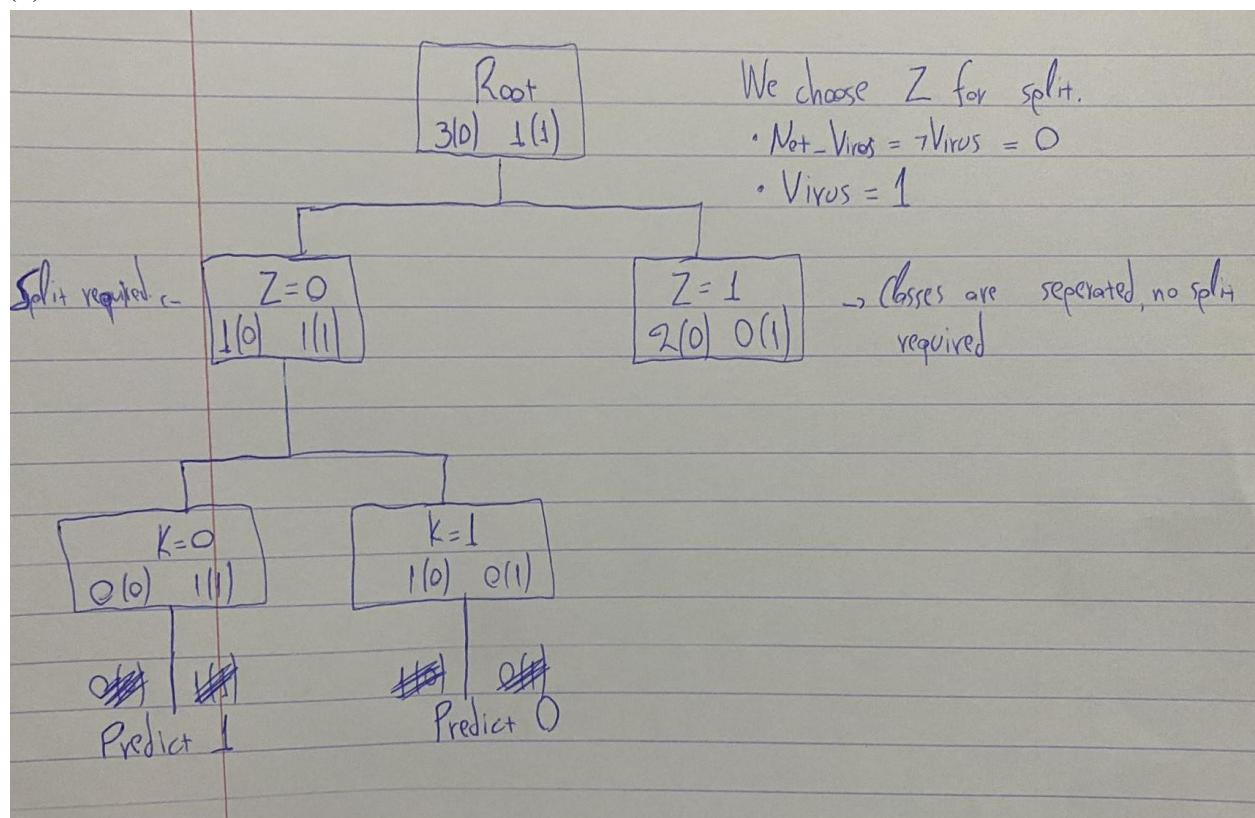 Root
3(0) 1(1)
We choose Z for split.
• Not_Virus = ¬Virus = 0
• Virus = 1
Split required. ←
Z=0
1(0) 1(1)
Z=1
2(0) 0(1)
→ Classes are seperated, no split
required
K=0
0(0) 1(1)
K=1
1(0) 0(1)
Predict 1
Predict 0